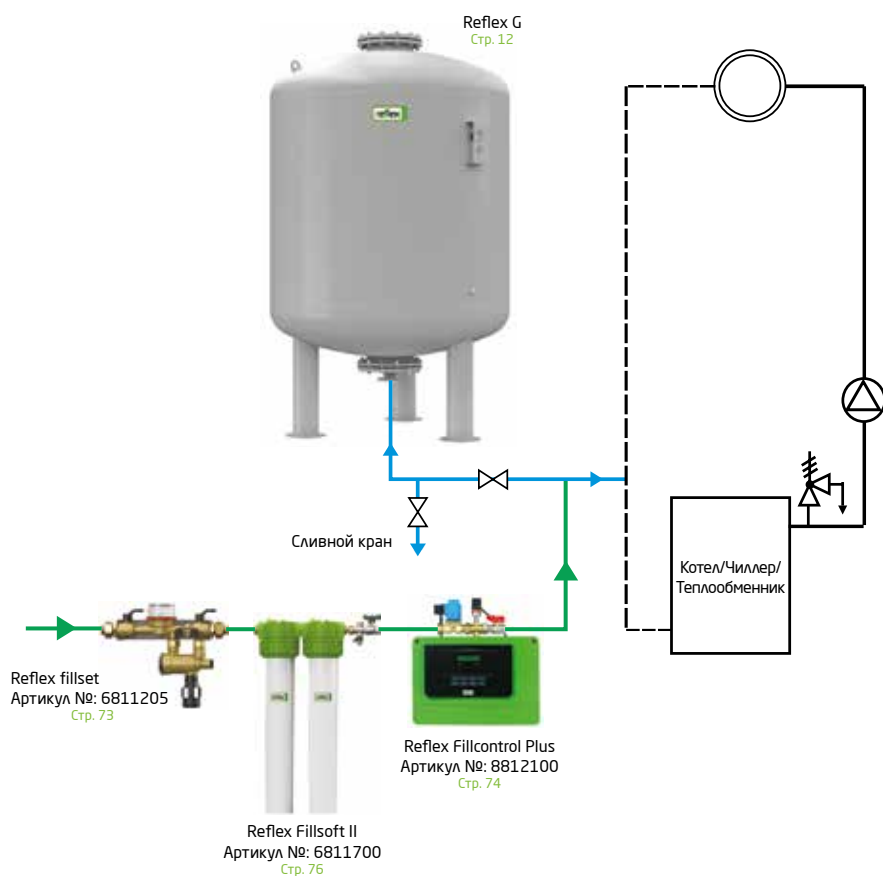 Reflex G
Стр. 12
reflex
Сливной кран
Котел/Чиллер/
Теплообменник
Reflex fillset
Артикул №: 6811205
Стр. 73
Reflex Fillcontrol Plus
Артикул №: 8812100
Стр. 74
Reflex Fillsoft II
Артикул №: 6811700
Стр. 76